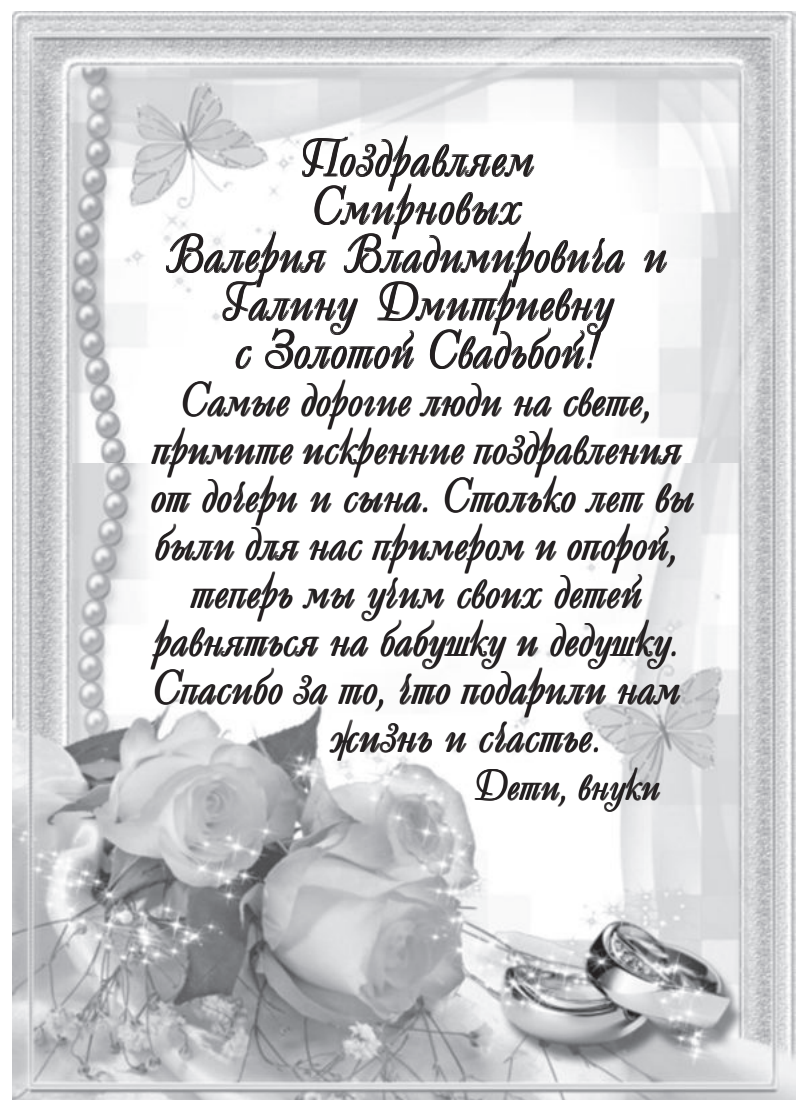 Поздравляем
Смирновых
Валерия Владимировича и
Галину Дмитриевну
с Золотой Свадьбой!
Самые дорогие люди на свете,
примите искренние поздравления
от дочери и сына. Столько лет вы
были для нас примером и опорой,
теперь мы учим своих детей
равняться на бабушку и дедушку.
Спасибо за то, что подарили нам
жизнь и счастье.
Дети, внуки